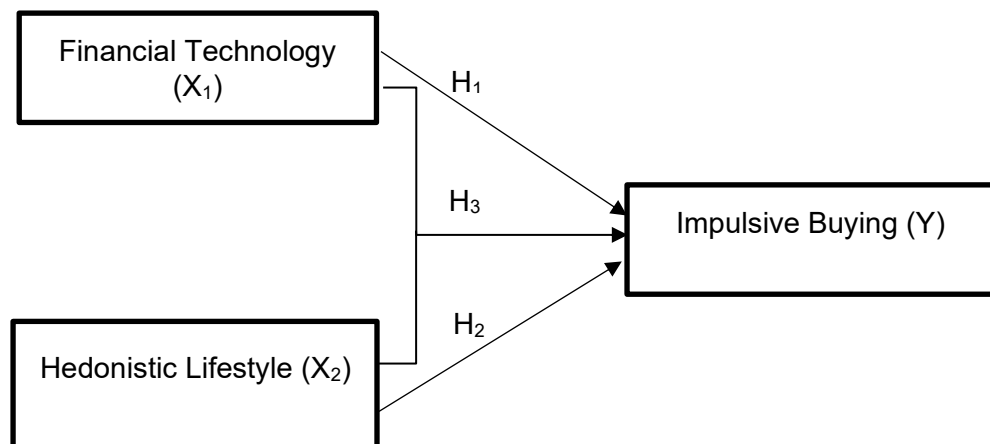 Financial Technology
(X₁)
H₁
H₃
Impulsive Buying (Y)
H₂
Hedonistic Lifestyle (X₂)